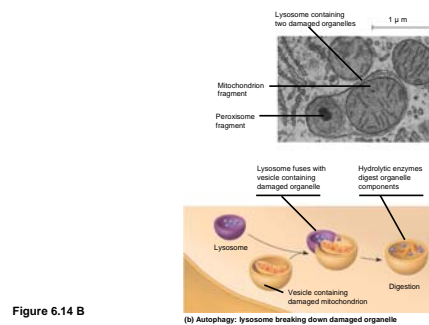 Lysosome containing
two damaged organelles
1 µ m
Mitochondrion
fragment
Peroxisome
fragment
Lysosome fuses with
vesicle containing
damaged organelle
Hydrolytic enzymes
digest organelle
components
Lysosome
Vesicle containing
damaged mitochondrion
Digestion
Figure 6.14 B
(b) Autophagy: lysosome breaking down damaged organelle